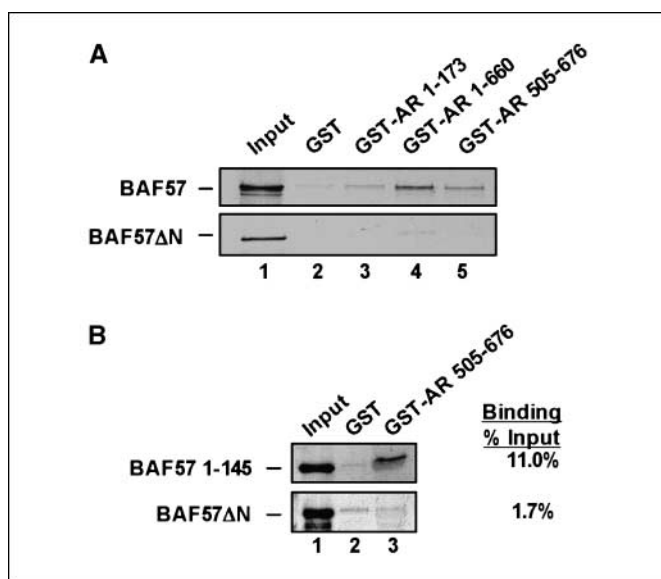 A
Input
GST
GST-AR 1-173
GST-AR 1-660
GST-AR 505-676
BAF57 –
BAF57ΔN –
1 2 3 4 5
B
Input
GST
GST-AR 505-676
Binding
% Input
BAF57 1-145 – 11.0%
BAF57ΔN – 1.7%
1 2 3